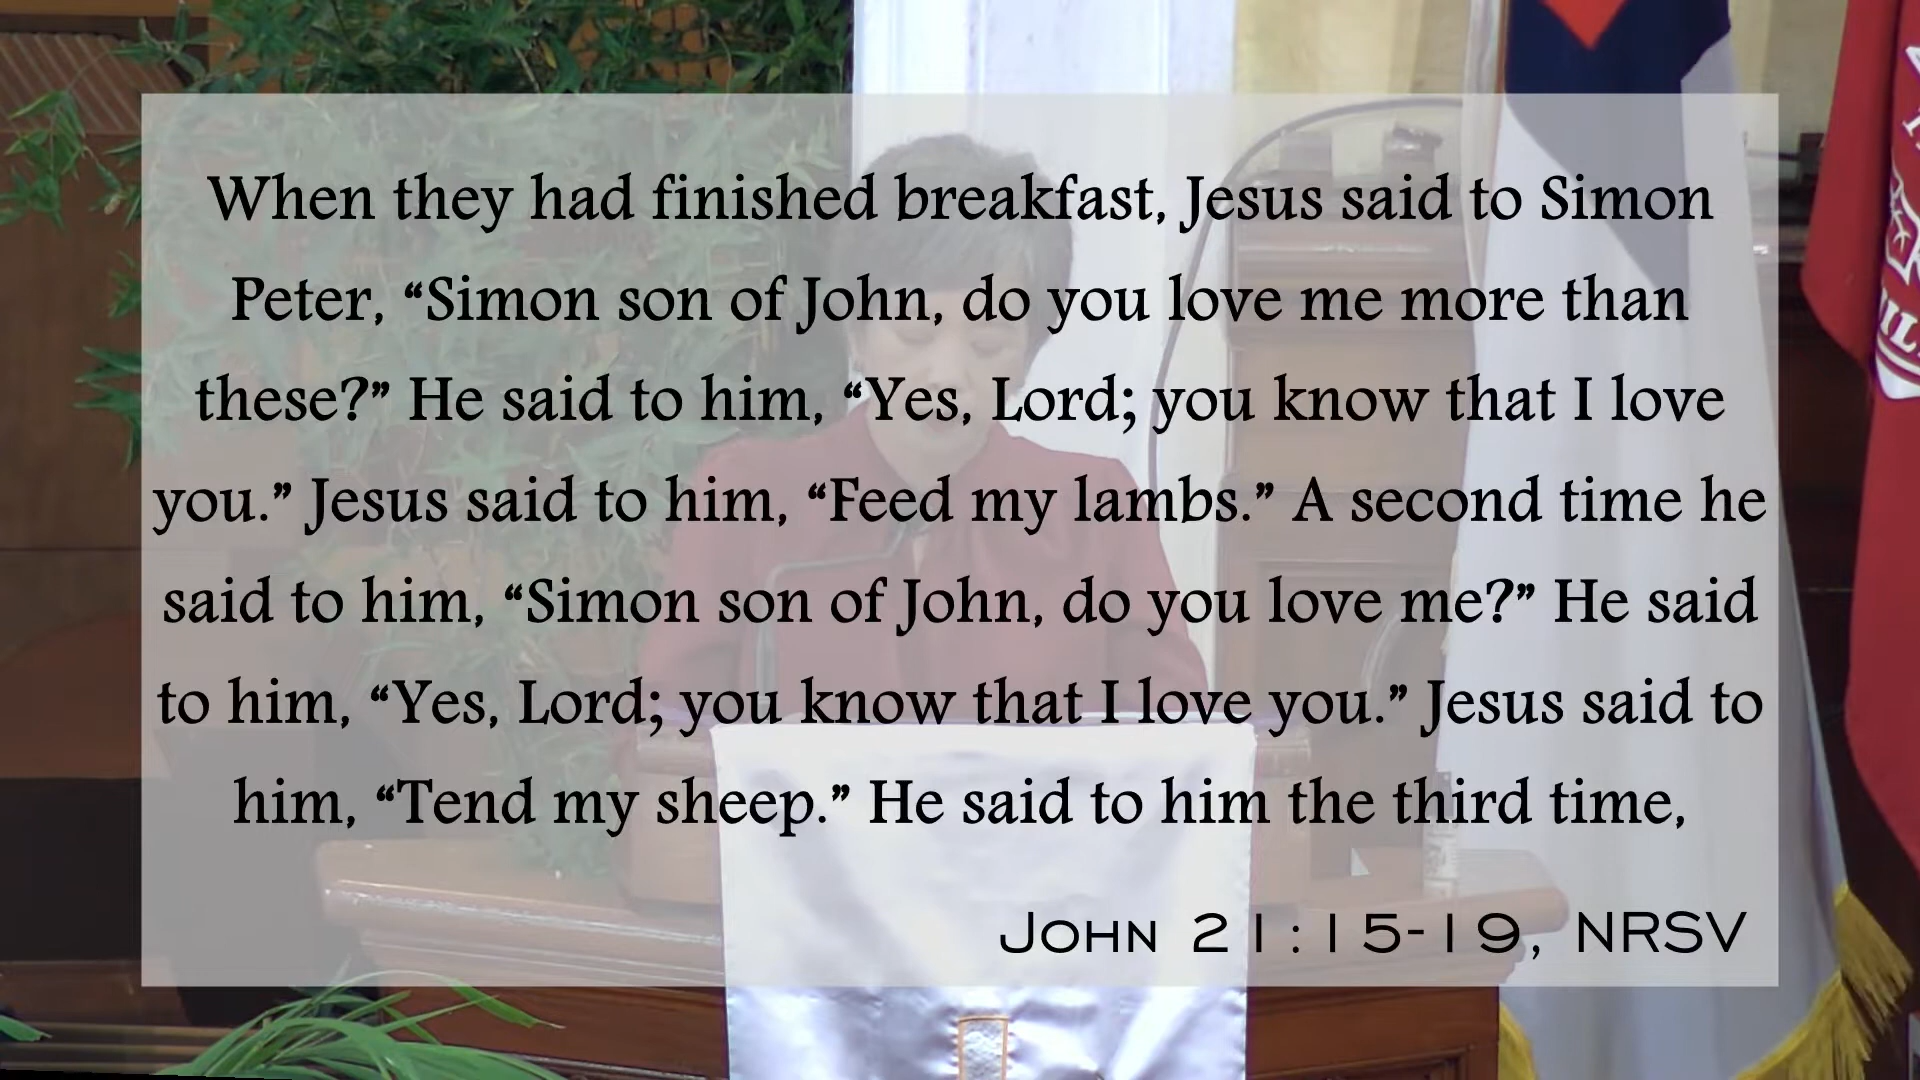 When they had finished breakfast, Jesus said to Simon
Peter, “Simon son of John, do you love me more than
these?” He said to him, “Yes, Lord; you know that I love
you.” Jesus said to him, “Feed my lambs.” A second time he
said to him, “Simon son of John, do you love me?” He said
to him, “Yes, Lord; you know that I love you.” Jesus said to
him, “Tend my sheep.” He said to him the third time,
John 21:15-19, NRSV